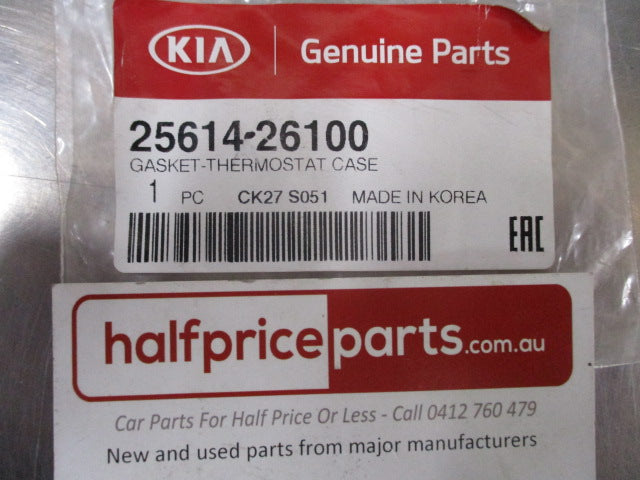 KIA Genuine Parts
25614-26100
GASKET-THERMOSTAT CASE
1 PC CK27 S051 MADE IN KOREA
EAC
halfpriceparts.com.au
Car Parts For Half Price Or Less - Call 0412 760 479
New and used parts from major manufacturers